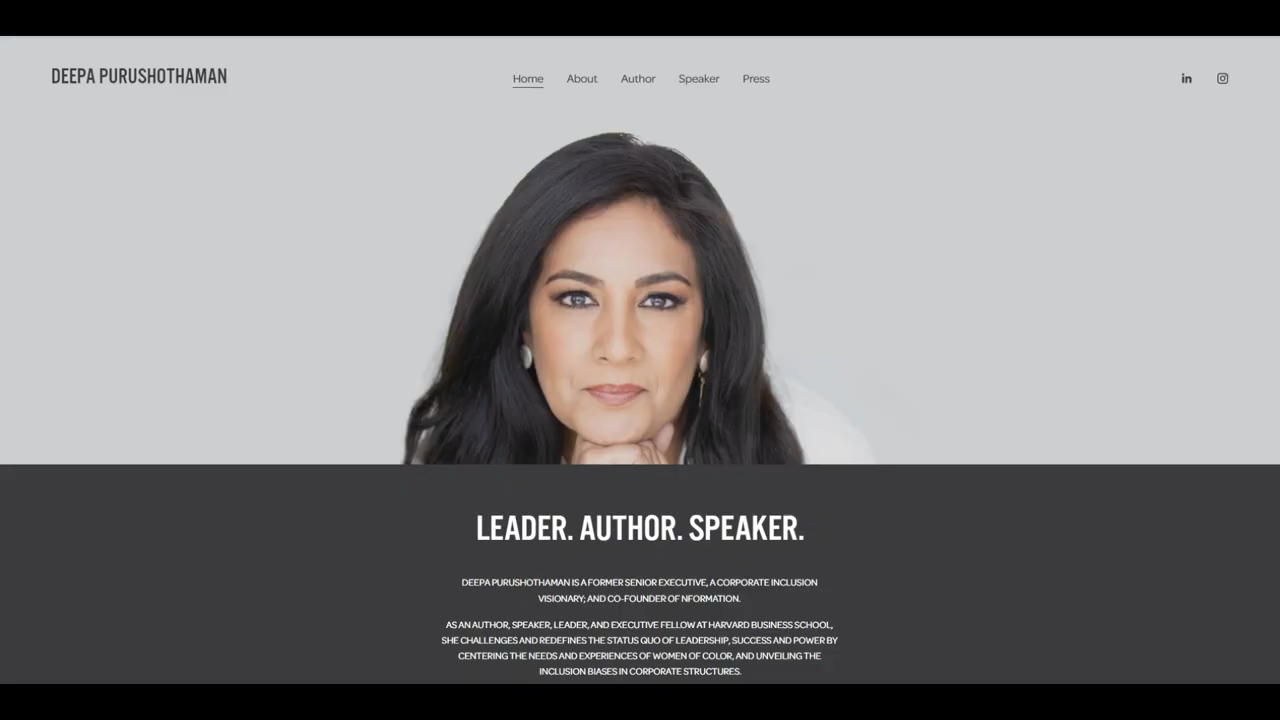 DEEPA PURUSHOTHAMAN
Home About Author Speaker Press
in
LEADER. AUTHOR. SPEAKER.
DEEPA PURUSHOTHAMAN IS A FORMER SENIOR EXECUTIVE, A CORPORATE INCLUSION
VISIONARY; AND CO-FOUNDER OF NFORMATION.
AS AN AUTHOR, SPEAKER, LEADER, AND EXECUTIVE FELLOW AT HARVARD BUSINESS SCHOOL,
SHE CHALLENGES AND REDEFINES THE STATUS QUO OF LEADERSHIP, SUCCESS AND POWER BY
CENTERING THE NEEDS AND EXPERIENCES OF WOMEN OF COLOR, AND UNVEILING THE
INCLUSION BIASES IN CORPORATE STRUCTURES.